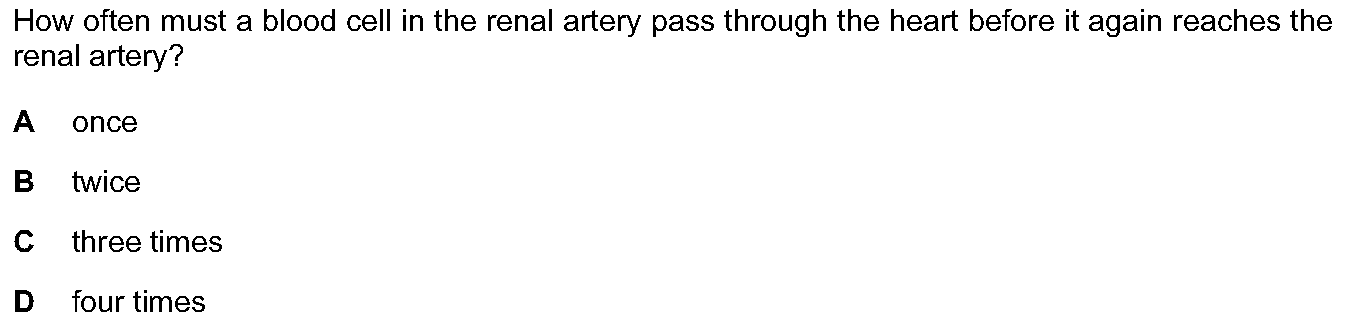 How often must a blood cell in the renal artery pass through the heart before it again reaches the
renal artery?
A once
B twice
C three times
D four times